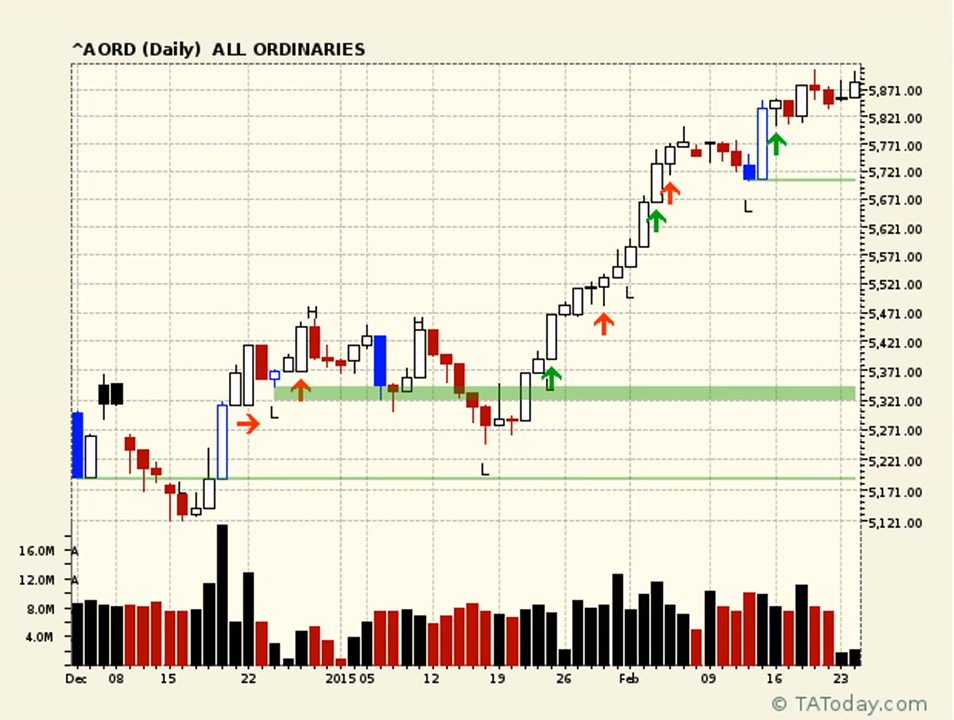 ^AORD (Daily)  ALL ORDINARIES
5,871.00
5,821.00
5,771.00
5,721.00
5,671.00
5,621.00
5,571.00
5,521.00
5,471.00
5,421.00
5,371.00
5,321.00
5,271.00
5,221.00
5,171.00
5,121.00
L
L
H
H
L
L
L
L
16.0M
A
12.0M
A
8.0M
4.0M
Dec 08 15 22 2015 05 12 19 26 Feb 09 16 23
© TAToday.com